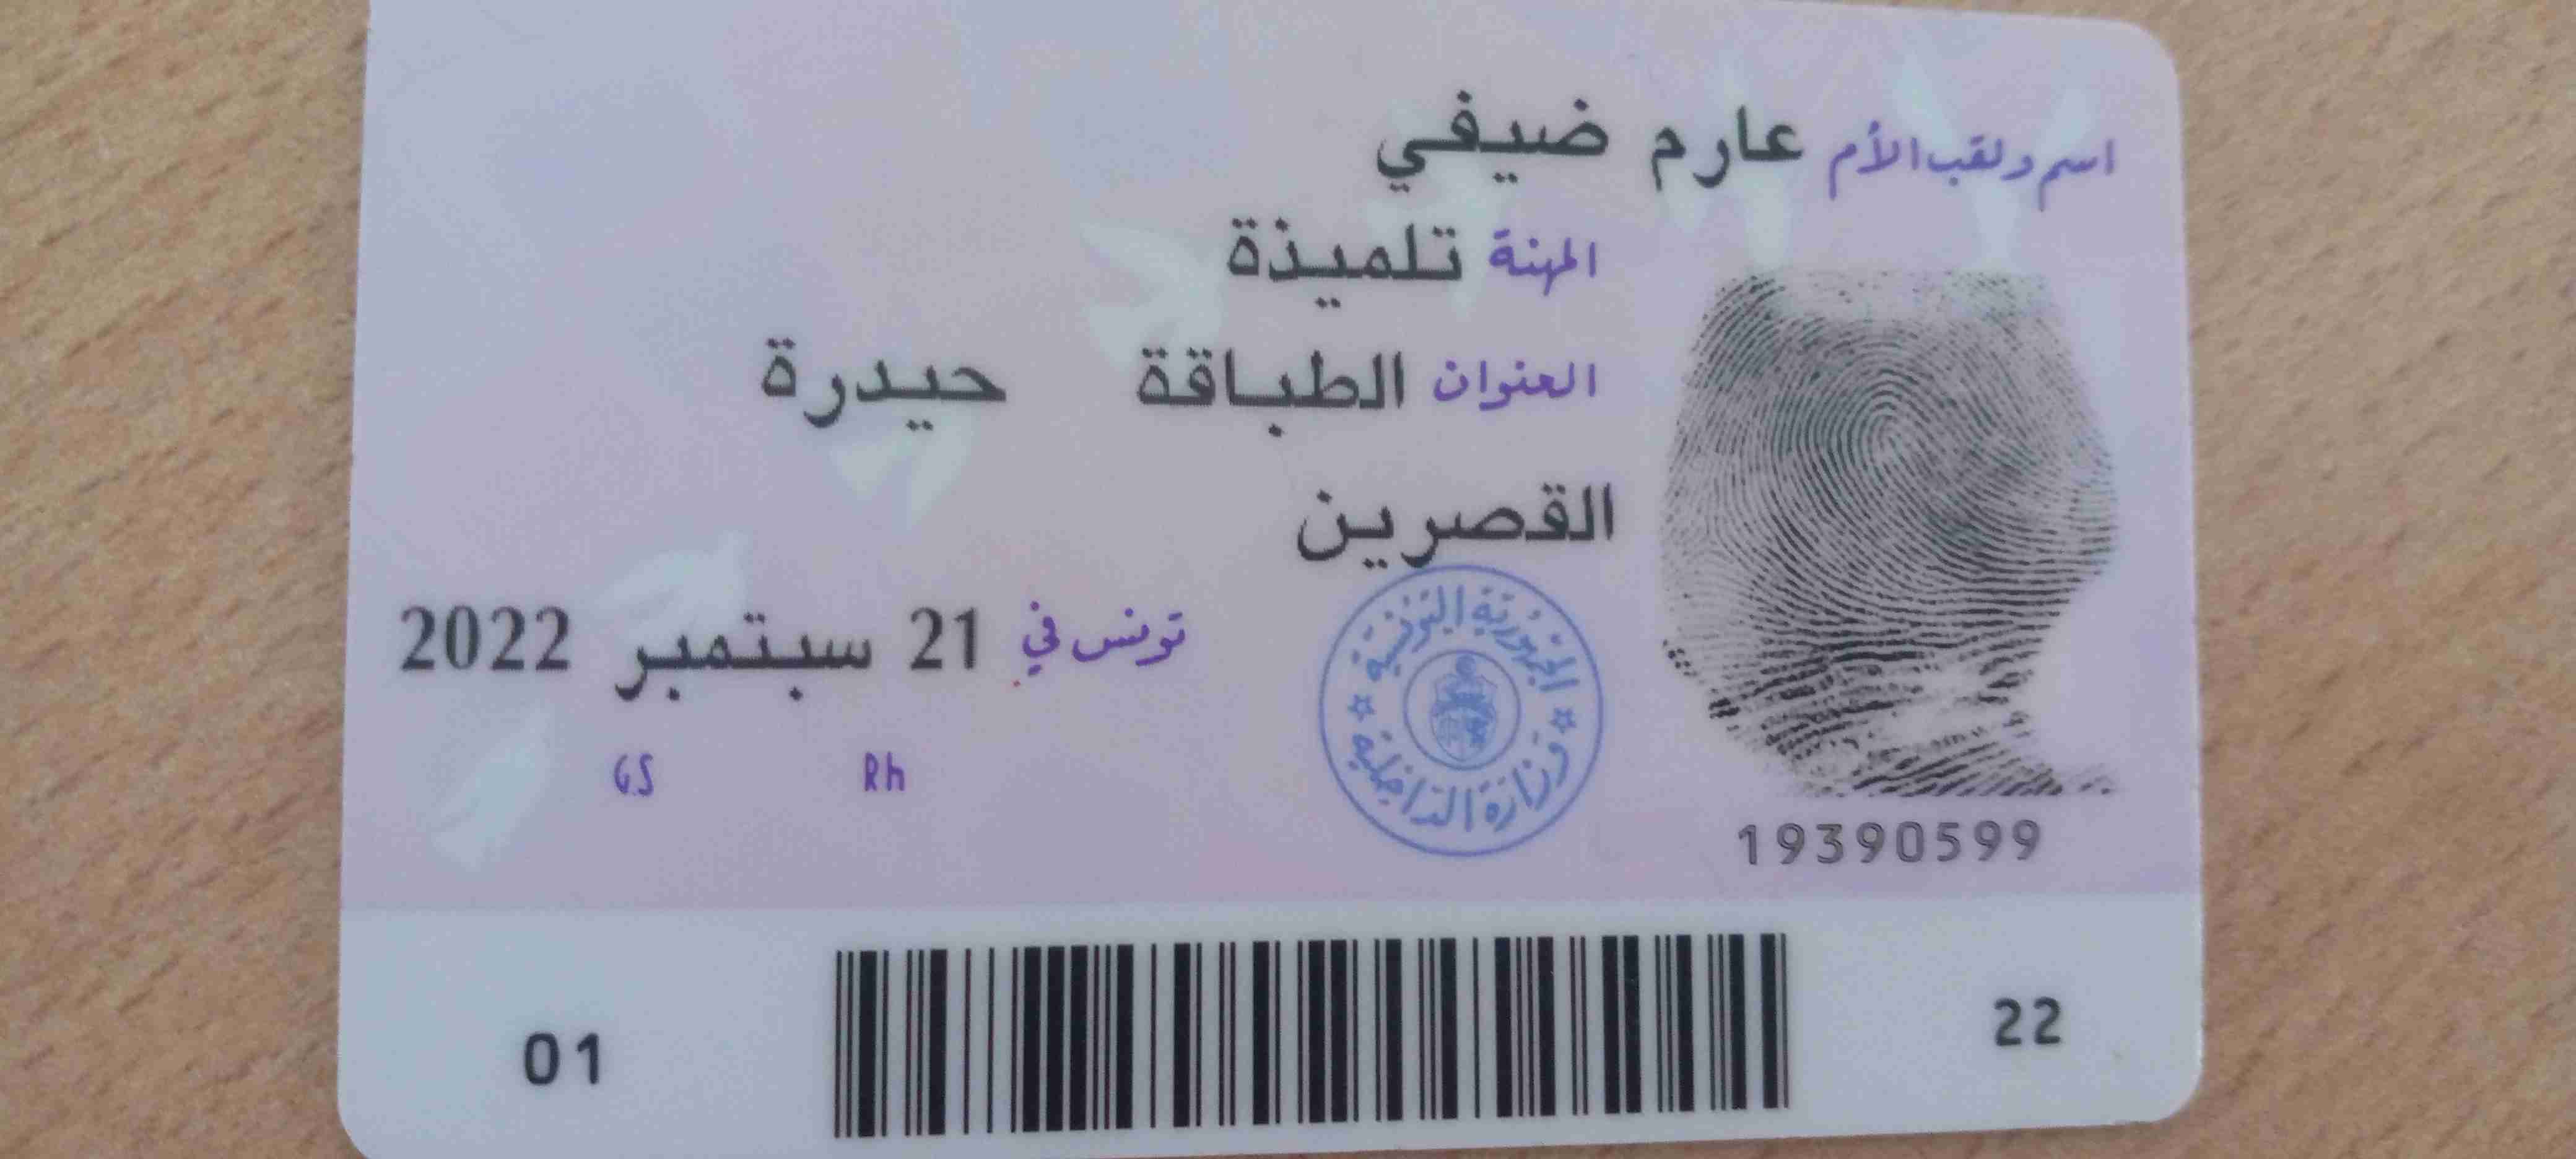 اسم ولقب الأم عارم ضيفي
المهنة تلميذة
العنوان الطباقة حيدرة
القصرين
تونس في 21 سبتمبر 2022
GS Rh
الجمهورية التونسية
وزارة الداخلية
19390599
01 22